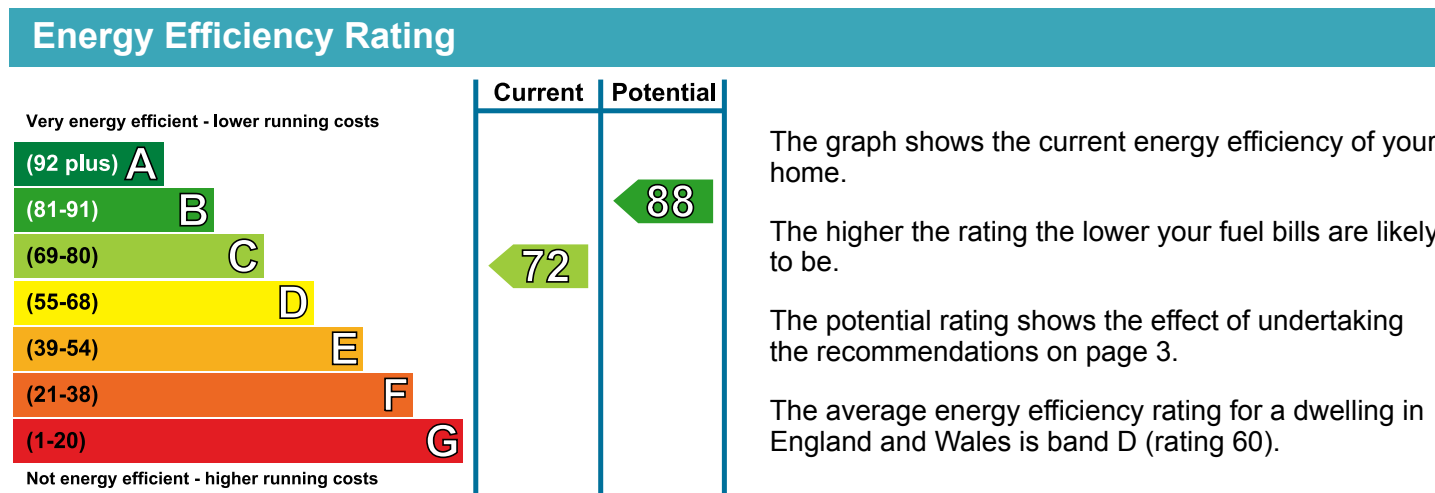 Energy Efficiency Rating
Current Potential
Very energy efficient - lower running costs
(92 plus) A
(81-91) B
88
(69-80) C
72
(55-68) D
(39-54) E
(21-38) F
(1-20) G
Not energy efficient - higher running costs
The graph shows the current energy efficiency of your
home.
The higher the rating the lower your fuel bills are likely
to be.
The potential rating shows the effect of undertaking
the recommendations on page 3.
The average energy efficiency rating for a dwelling in
England and Wales is band D (rating 60).